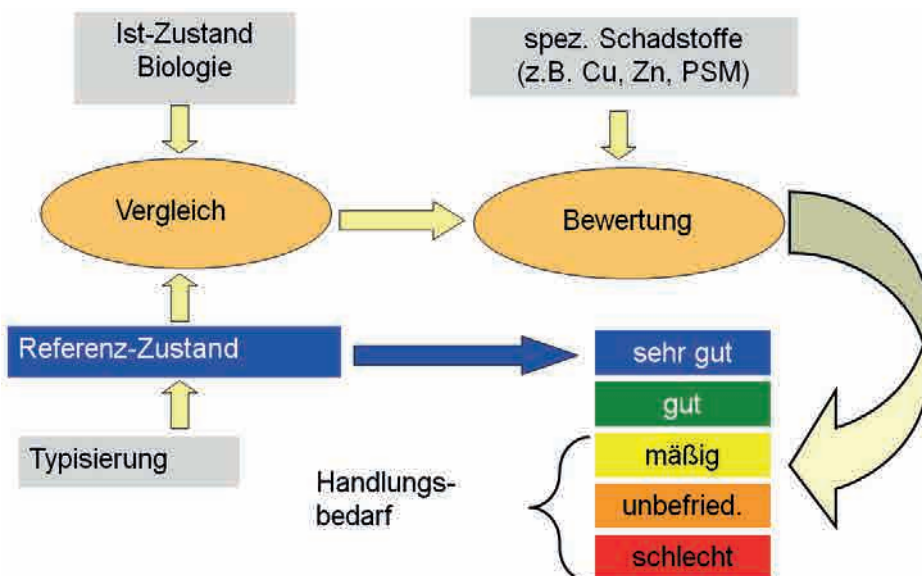 Ist-Zustand
Biologie
spez. Schadstoffe
(z.B. Cu, Zn, PSM)
Vergleich
Bewertung
Referenz-Zustand
sehr gut
gut
Typisierung
mäßig
Handlungs-
bedarf
unbefried.
schlecht